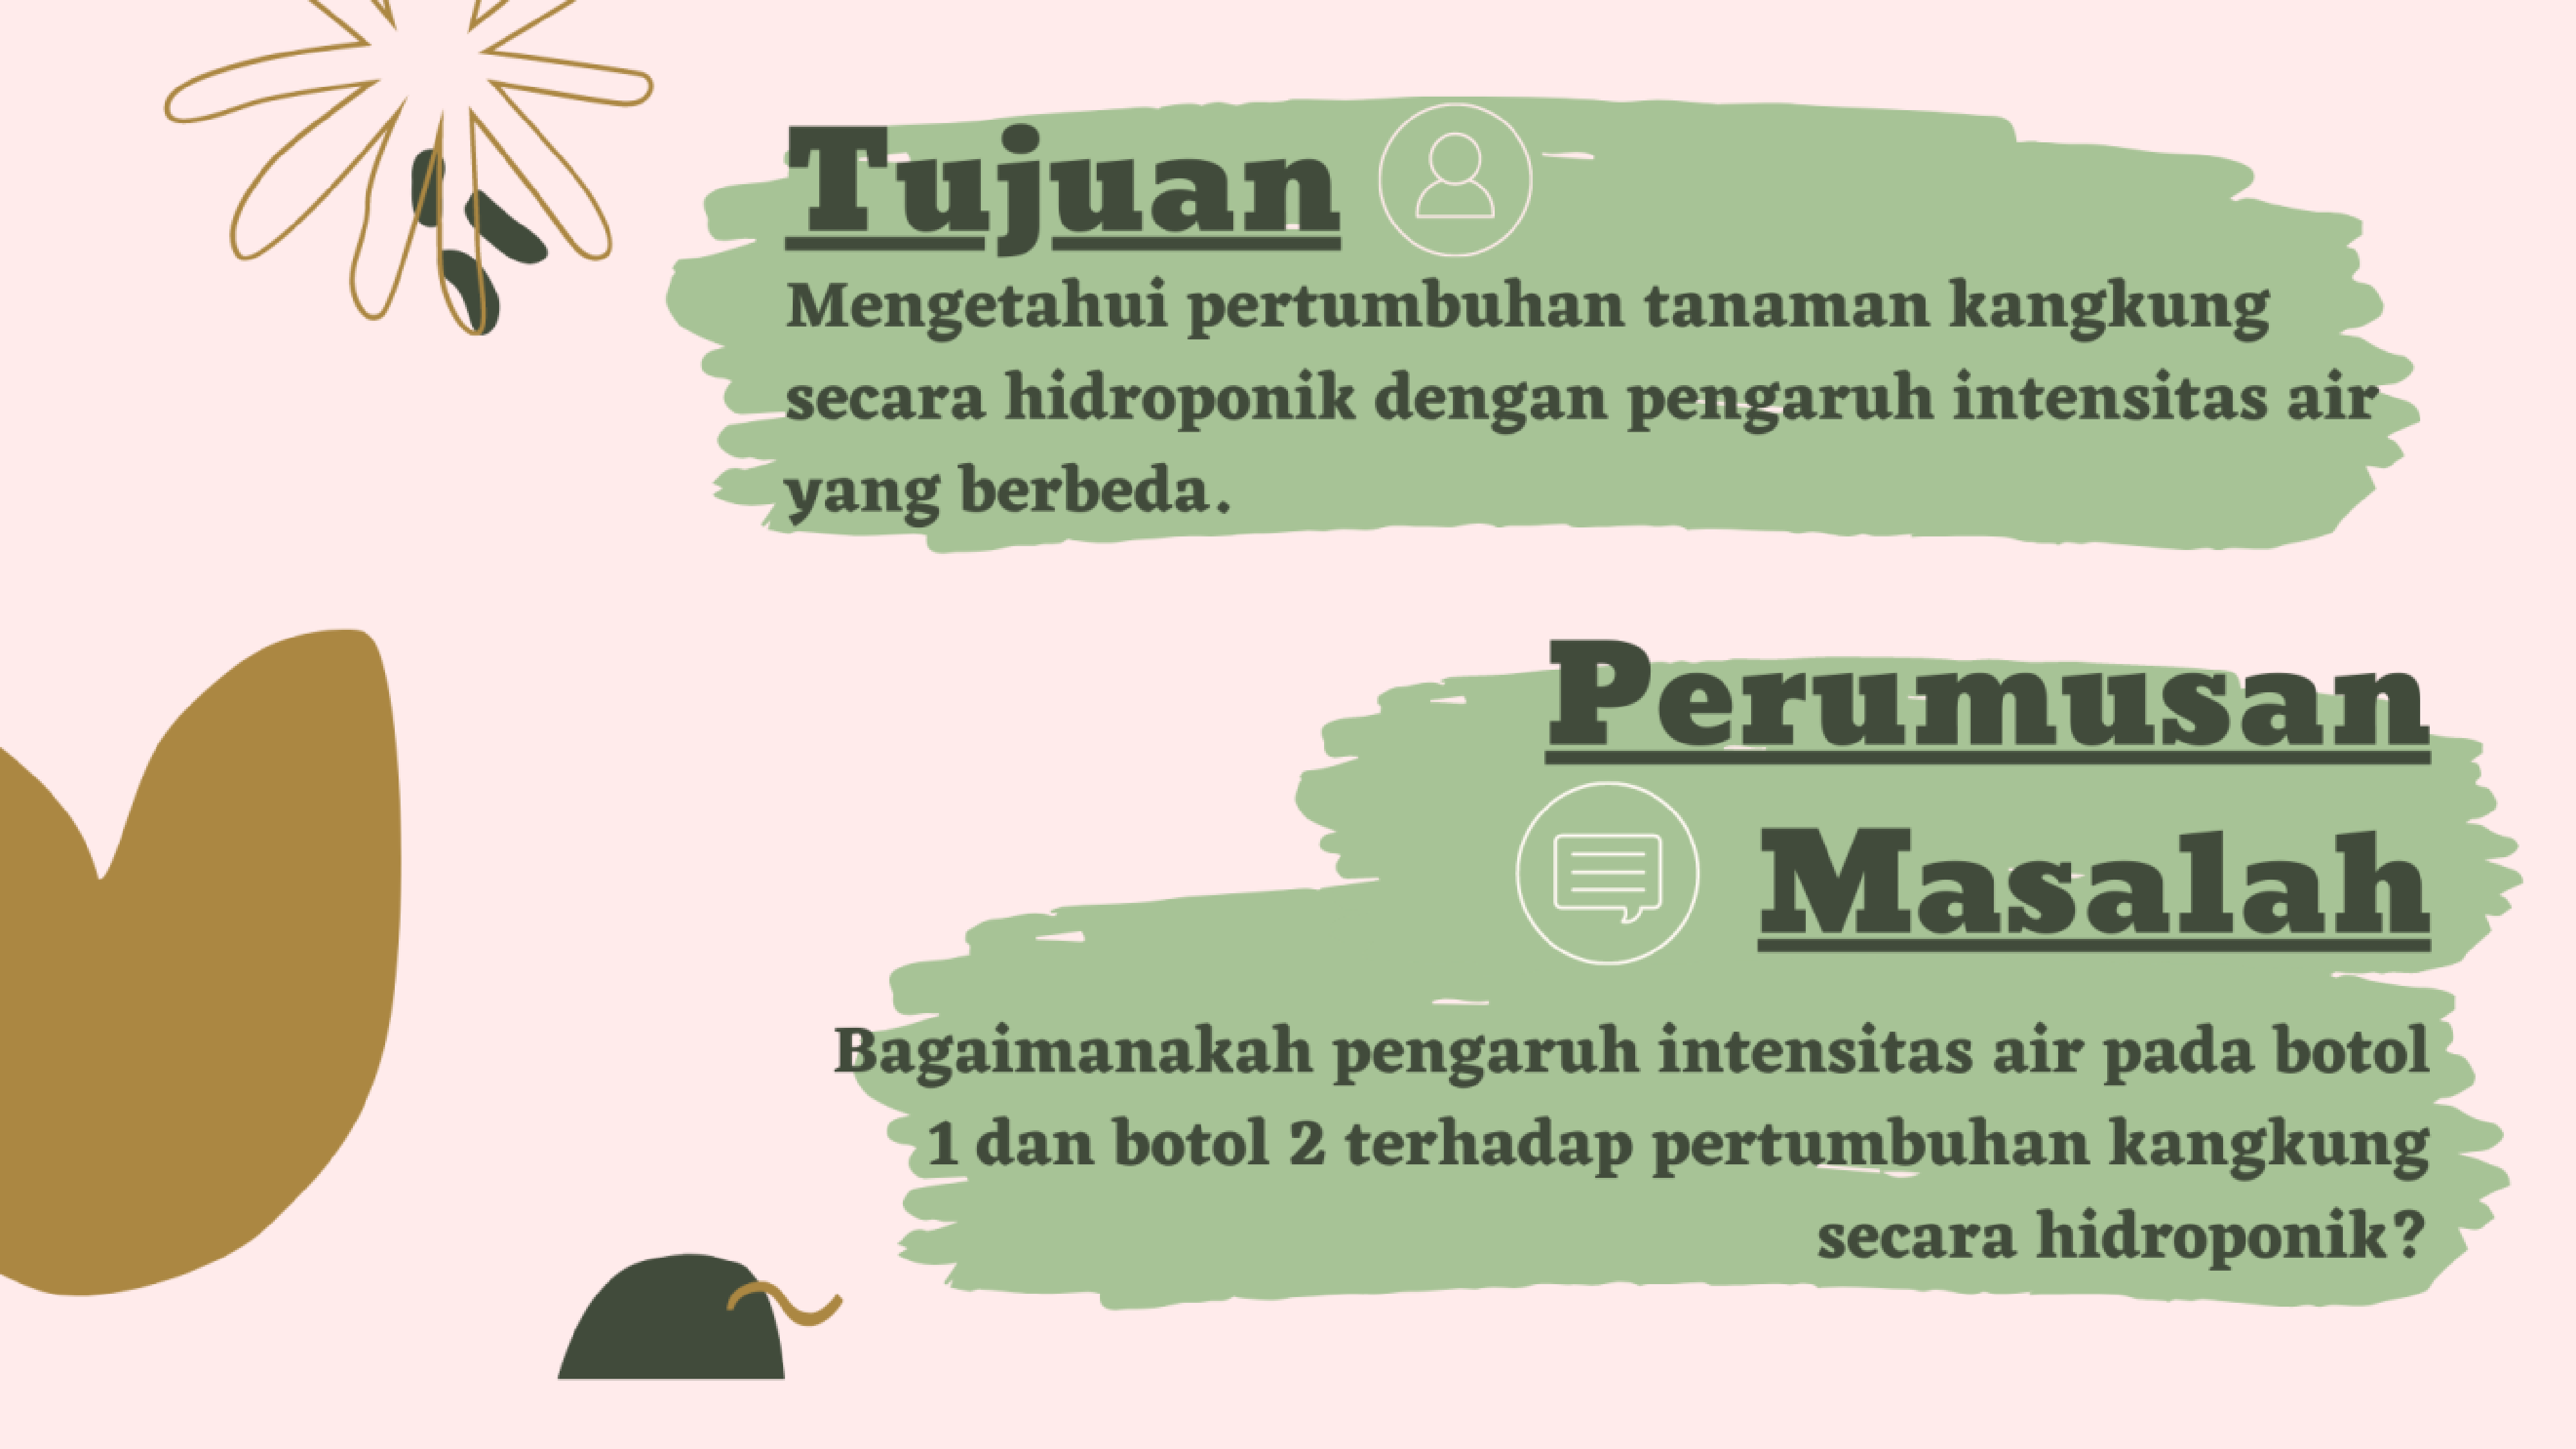 Tujuan
Mengetahui pertumbuhan tanaman kangkung
secara hidroponik dengan pengaruh intensitas air
yang berbeda.
Perumusan
Masalah
Bagaimanakah pengaruh intensitas air pada botol
1 dan botol 2 terhadap pertumbuhan kangkung
secara hidroponik?